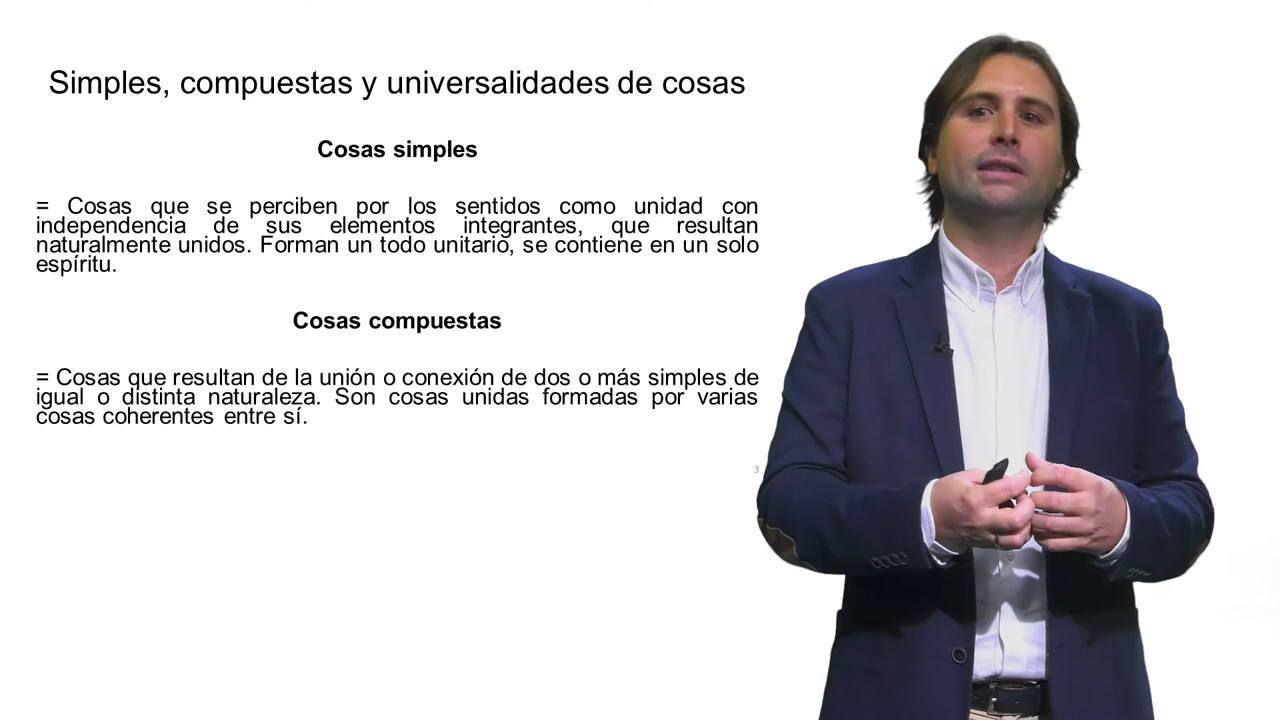 Simples, compuestas y universalidades de cosas
Cosas simples
= Cosas que se perciben por los sentidos como unidad con
independencia de sus elementos integrantes, que resultan
naturalmente unidos. Forman un todo unitario, se contiene en un solo
espíritu.
Cosas compuestas
= Cosas que resultan de la unión o conexión de dos o más simples de
igual o distinta naturaleza. Son cosas unidas formadas por varias
cosas coherentes entre sí.
3